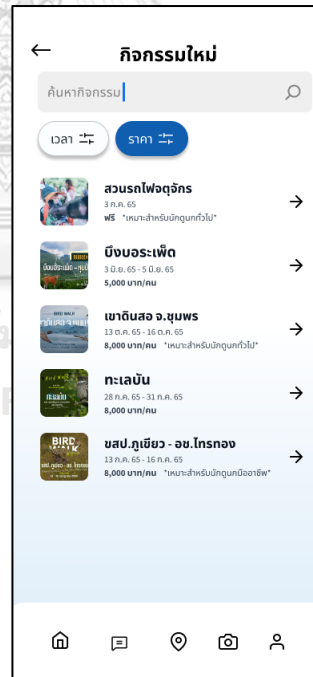 กิจกรรมใหม่
ค้นหากิจกรรม
เวลา
ราคา
สวนรถไฟจตุจักร
3 ก.ค. 65
ฟรี *เหมาะสำหรับนักดูนกทั่วไป*
บึงบอระเพ็ด
3 มิ.ย. 65 - 5 มิ.ย. 65
5,000 บาท/คน
เขาดินสอ จ.ชุมพร
13 ต.ค. 65 - 16 ต.ค. 65
8,000 บาท/คน *เหมาะสำหรับนักดูนกทั่วไป*
ทะเลบัน
28 ก.ค. 65 - 31 ก.ค. 65
8,000 บาท/คน
BIRD
ขสป.ภูเขียว - อช.ไทรทอง
13 ก.ค. 65 - 16 ก.ค. 65
8,000 บาท/คน *เหมาะสำหรับนักดูนกมืออาชีพ*